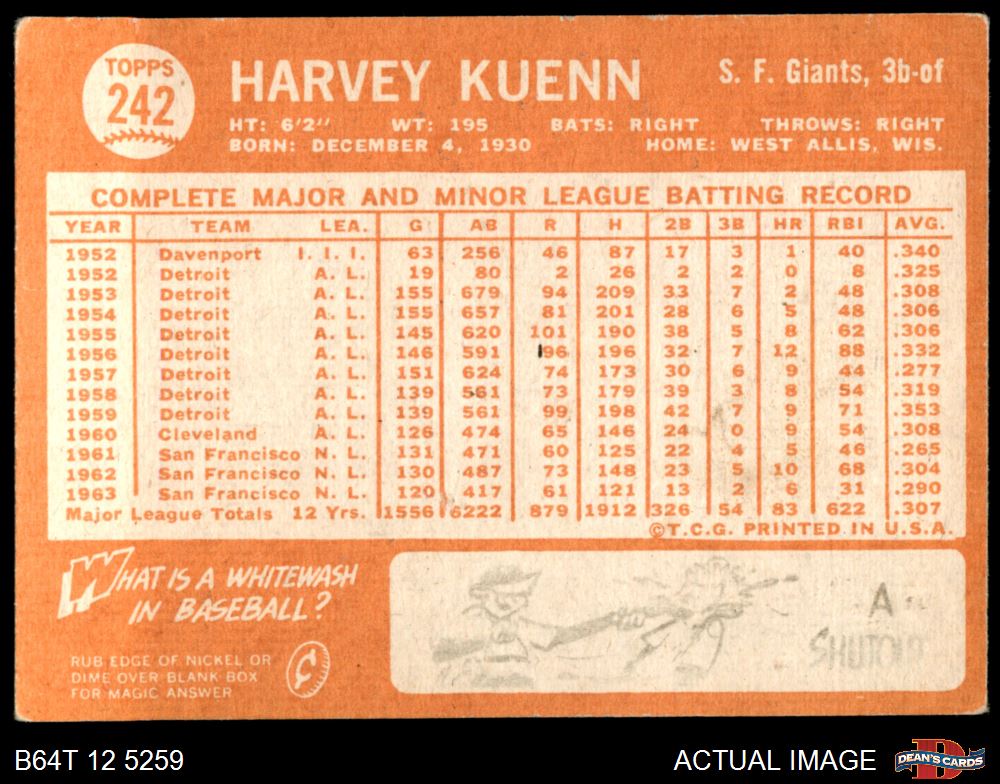 TOPPS
242
HARVEY KUENN
S. F. Giants, 3b-of
HT: 6'2" WT: 195 BATS: RIGHT THROWS: RIGHT
BORN: DECEMBER 4, 1930 HOME: WEST ALLIS, WIS.
COMPLETE MAJOR AND MINOR LEAGUE BATTING RECORD
YEAR TEAM LEA. G AB R H 2B 3B HR RBI AVG.
1952 Davenport I. I. I. 63 256 46 87 17 3 1 40 .340
1952 Detroit A. L. 19 80 2 26 2 2 0 8 .325
1953 Detroit A. L. 155 679 94 209 33 7 2 48 .308
1954 Detroit A. L. 155 657 81 201 28 6 5 48 .306
1955 Detroit A. L. 145 620 101 190 38 5 8 62 .306
1956 Detroit A. L. 146 591 96 196 32 7 12 88 .332
1957 Detroit A. L. 151 624 74 173 30 6 9 44 .277
1958 Detroit A. L. 139 561 73 179 39 3 8 54 .319
1959 Detroit A. L. 139 561 99 198 42 7 9 71 .353
1960 Cleveland A. L. 126 474 65 146 24 0 9 54 .308
1961 San Francisco N. L. 131 471 60 125 22 4 5 46 .265
1962 San Francisco N. L. 130 487 73 148 23 5 10 68 .304
1963 San Francisco N. L. 120 417 61 121 13 2 6 31 .290
Major League Totals 12 Yrs. 1556 6222 879 1912 326 54 83 622 .307
©T.C.G. PRINTED IN U.S.A.
WHAT IS A WHITEWASH
IN BASEBALL?
RUB EDGE OF NICKEL OR
DIME OVER BLANK BOX
FOR MAGIC ANSWER
¢
A
SHUTOUT
B64T 12 5259
ACTUAL IMAGE
DEAN'S CARDS